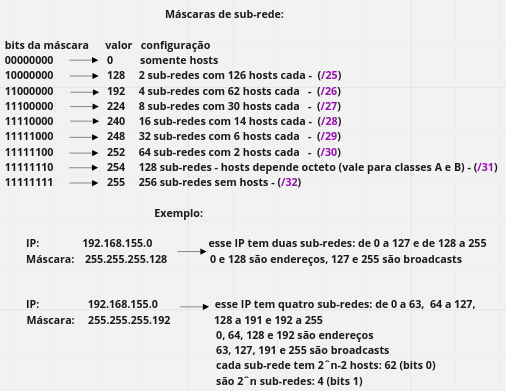 Máscaras de sub-rede:
bits da máscara valor configuração
00000000 0 somente hosts
10000000 128 2 sub-redes com 126 hosts cada - (/25)
11000000 192 4 sub-redes com 62 hosts cada - (/26)
11100000 224 8 sub-redes com 30 hosts cada - (/27)
11110000 240 16 sub-redes com 14 hosts cada - (/28)
11111000 248 32 sub-redes com 6 hosts cada - (/29)
11111100 252 64 sub-redes com 2 hosts cada - (/30)
11111110 254 128 sub-redes - hosts depende octeto (vale para classes A e B) - (/31)
11111111 255 256 sub-redes sem hosts - (/32)
Exemplo:
IP: 192.168.155.0 esse IP tem duas sub-redes: de 0 a 127 e de 128 a 255
Máscara: 255.255.255.128 0 e 128 são endereços, 127 e 255 são broadcasts
IP: 192.168.155.0 esse IP tem quatro sub-redes: de 0 a 63, 64 a 127,
Máscara: 255.255.255.192 128 a 191 e 192 a 255
0, 64, 128 e 192 são endereços
63, 127, 191 e 255 são broadcasts
cada sub-rede tem 2^n-2 hosts: 62 (bits 0)
são 2^n sub-redes: 4 (bits 1)